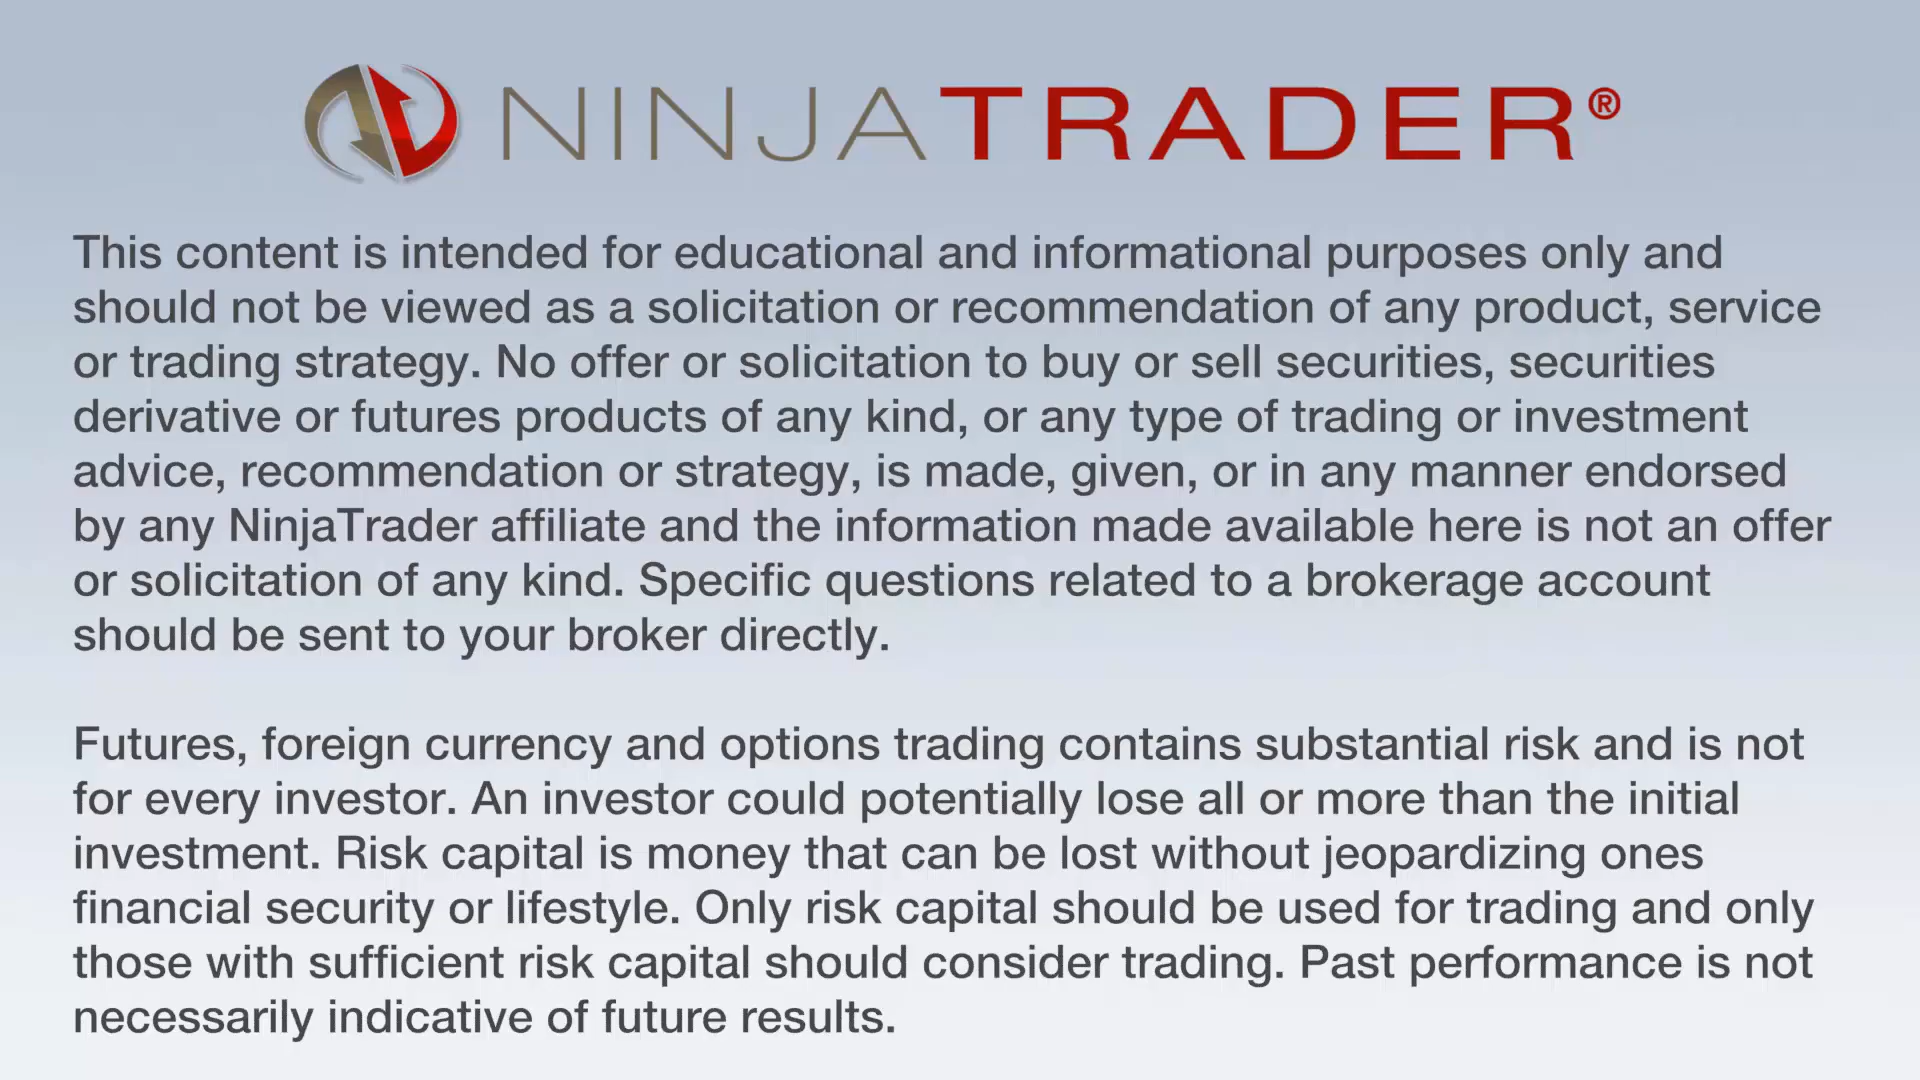 NINJATRADER®
This content is intended for educational and informational purposes only and
should not be viewed as a solicitation or recommendation of any product, service
or trading strategy. No offer or solicitation to buy or sell securities, securities
derivative or futures products of any kind, or any type of trading or investment
advice, recommendation or strategy, is made, given, or in any manner endorsed
by any NinjaTrader affiliate and the information made available here is not an offer
or solicitation of any kind. Specific questions related to a brokerage account
should be sent to your broker directly.
Futures, foreign currency and options trading contains substantial risk and is not
for every investor. An investor could potentially lose all or more than the initial
investment. Risk capital is money that can be lost without jeopardizing ones
financial security or lifestyle. Only risk capital should be used for trading and only
those with sufficient risk capital should consider trading. Past performance is not
necessarily indicative of future results.